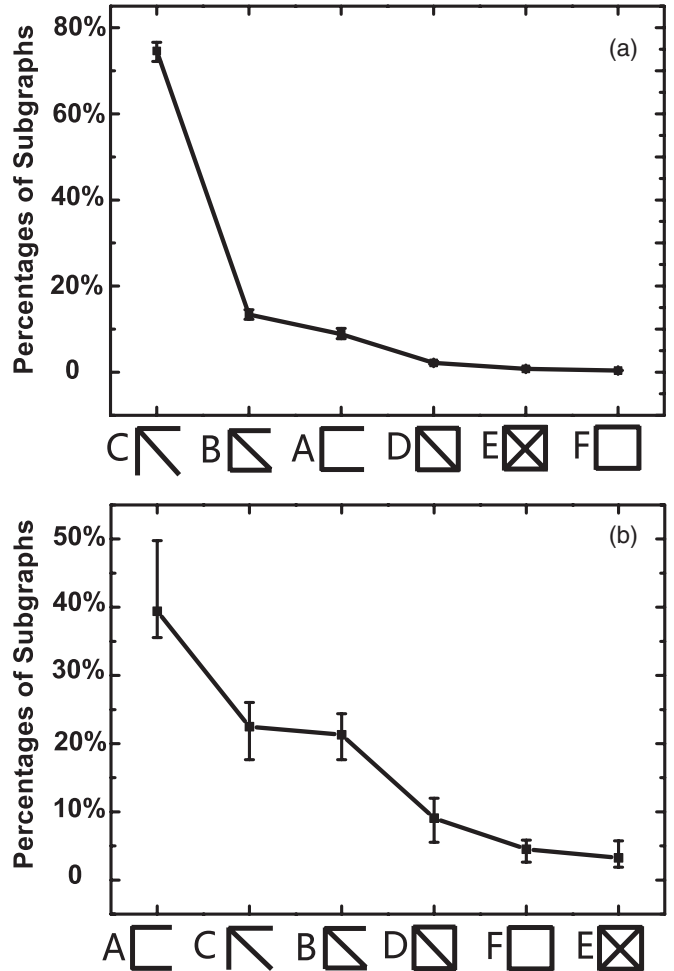 Percentages of Subgraphs
80%
(a)
60%
40%
20%
0
C B A D E F
Percentages of Subgraphs
50%
(b)
40%
30%
20%
10%
0
A C B D F E